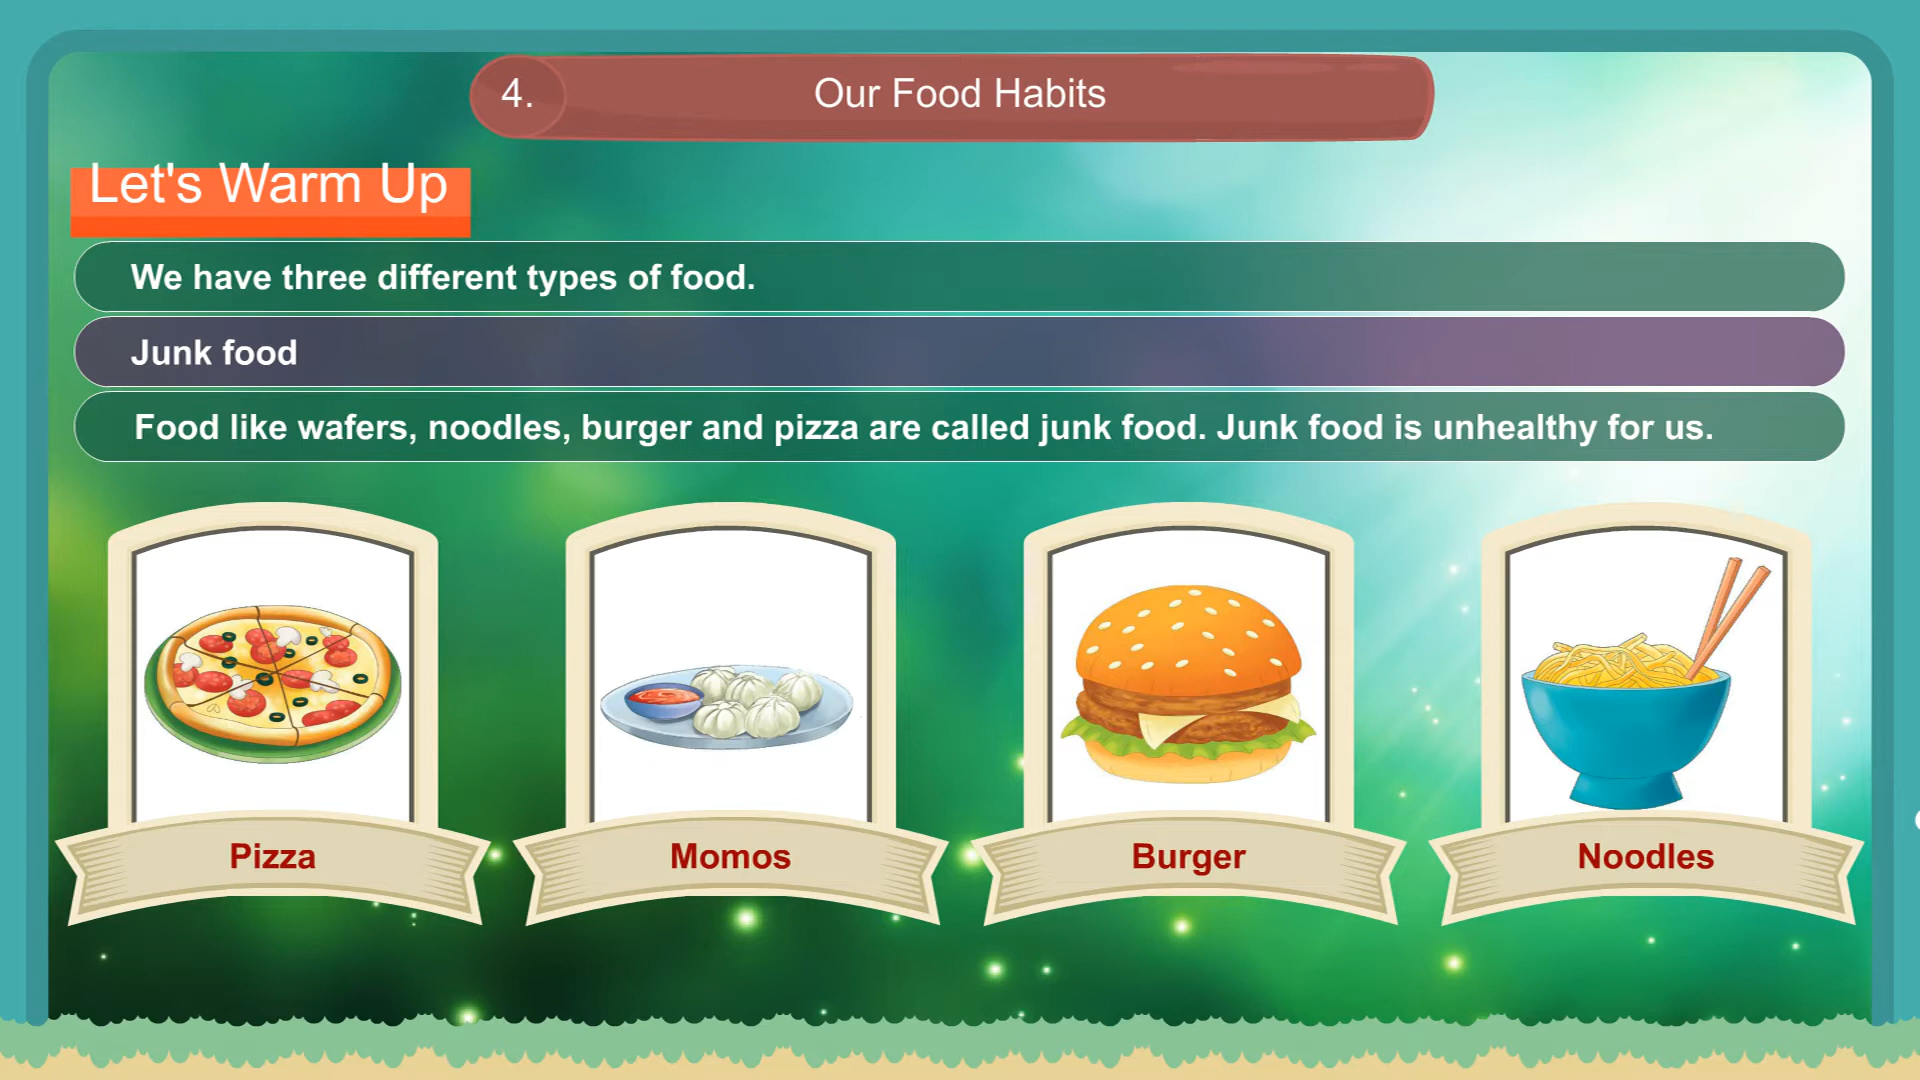 4.
Our Food Habits
Let's Warm Up
We have three different types of food.
Junk food
Food like wafers, noodles, burger and pizza are called junk food. Junk food is unhealthy for us.
Pizza
Momos
Burger
Noodles